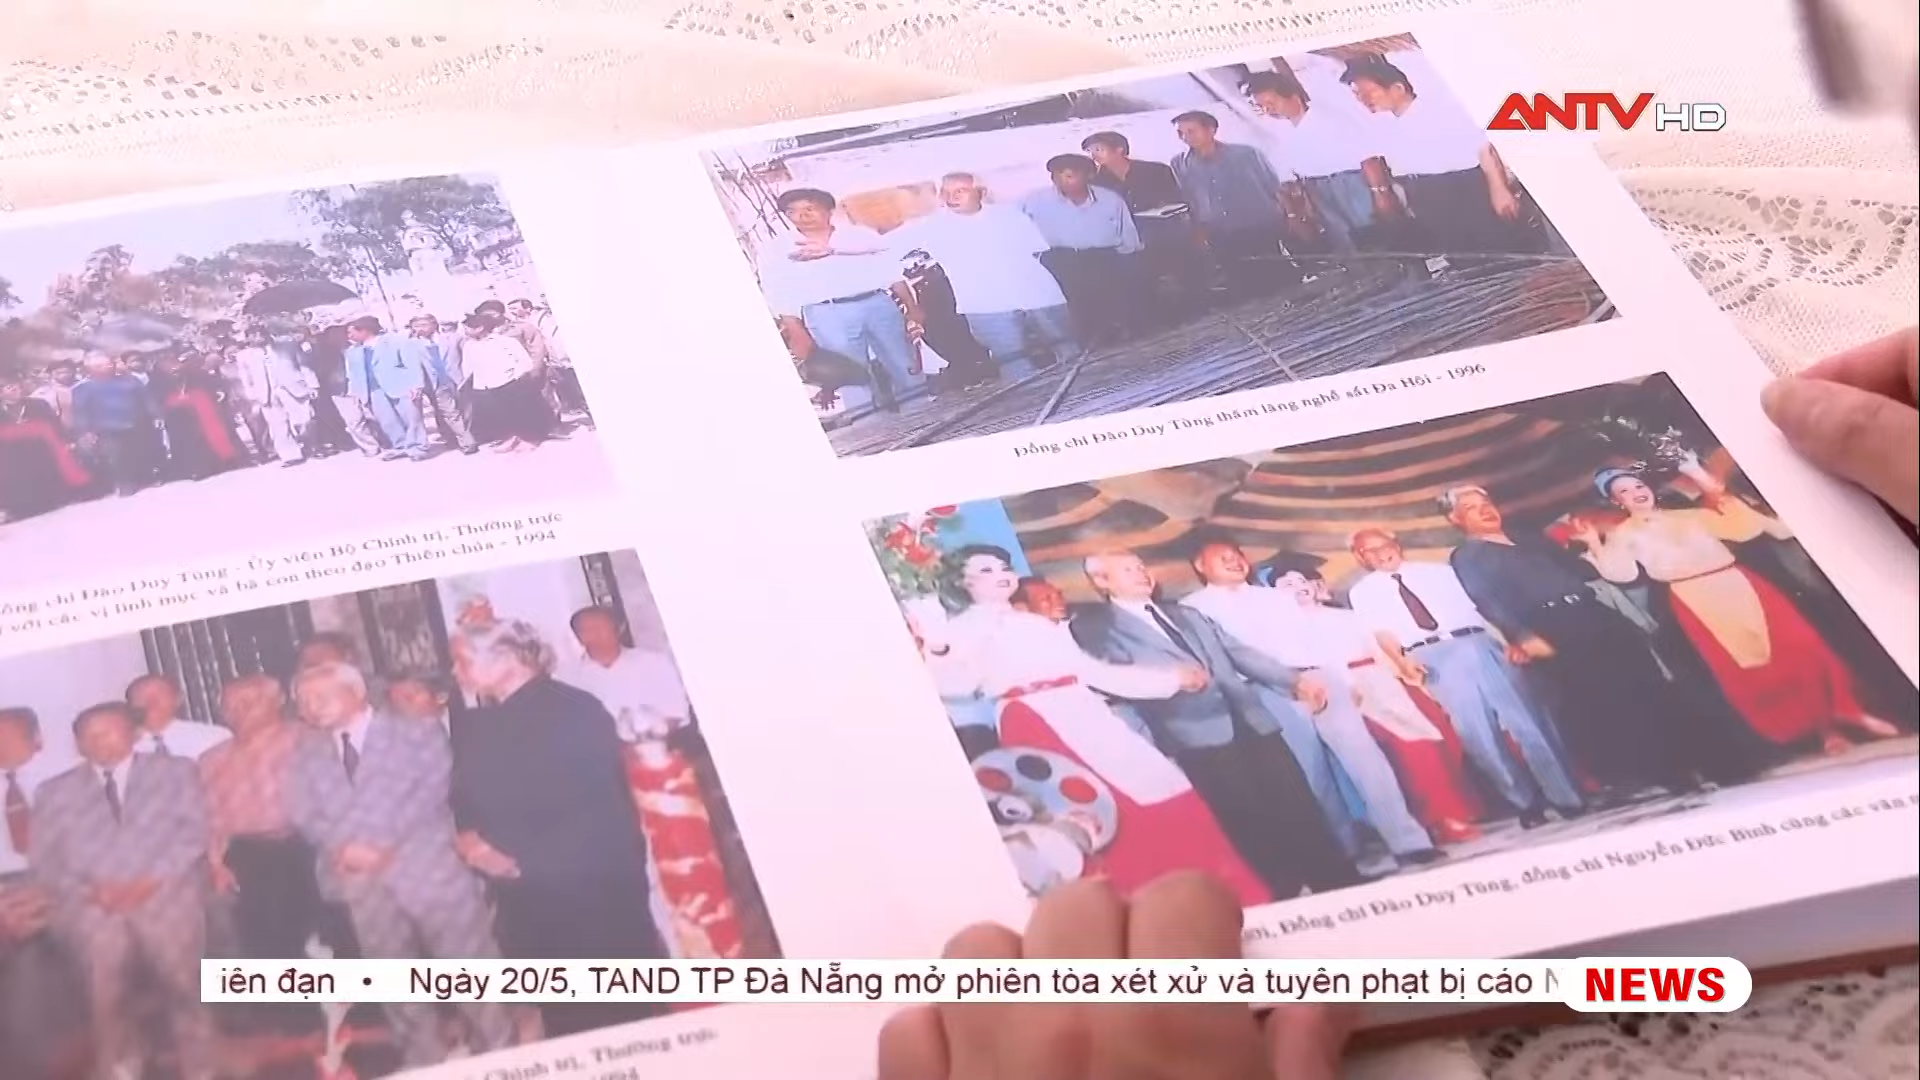 ANTV HD
Đồng chí Đào Duy Tùng thăm làng nghề sắt Đa Hội - 1996
chí Đào Duy Tùng - Ủy viên Bộ Chính trị, Thường trực
với các vị linh mục và bà con theo đạo Thiên chúa - 1994
Đồng chí Đào Duy Tùng, đồng chí Nguyễn Đức Bình cùng các văn
iên đạn • Ngày 20/5, TAND TP Đà Nẵng mở phiên tòa xét xử và tuyên phạt bị cáo
NEWS
Chính trị, Thường trực
1994